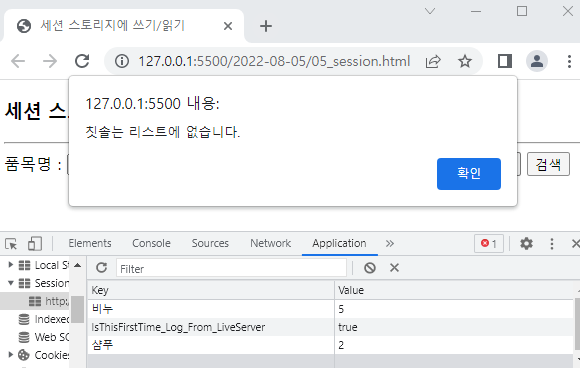 세션 스토리지에 쓰기/읽기
127.0.0.1:5500/2022-08-05/05_session.html
세션 스
127.0.0.1:5500 내용:
칫솔는 리스트에 없습니다.
확인
품목명 :
검색
Elements Console Sources Network Application » 1
Local St
Filter
Session
Key Value
http:/
비누 5
Indexed
IsThisFirstTime_Log_From_LiveServer true
Web SQ
샴푸 2
Cookies